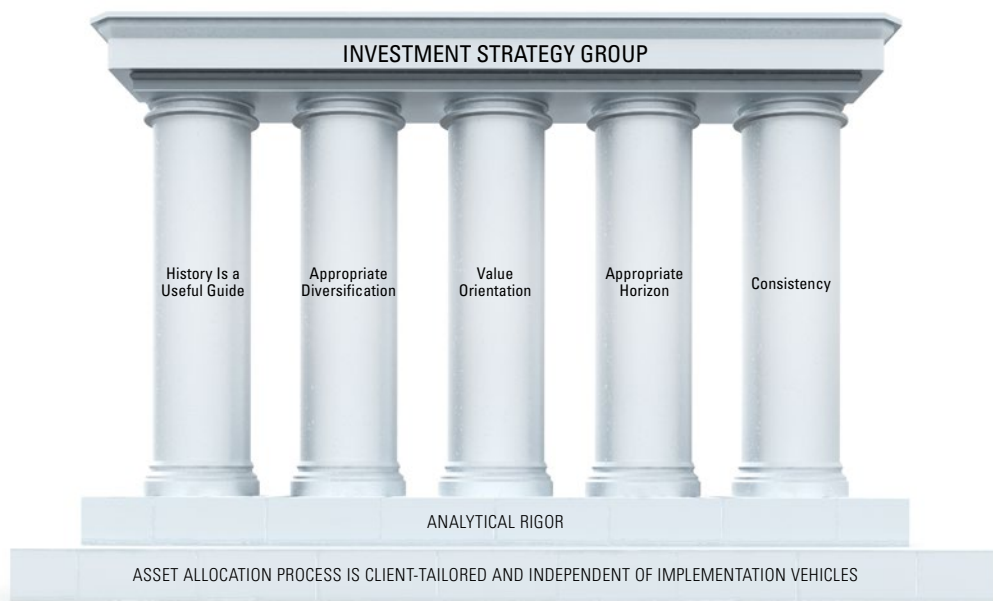 INVESTMENT STRATEGY GROUP
History Is a
Useful Guide
Appropriate
Diversification
Value
Orientation
Appropriate
Horizon
Consistency
ANALYTICAL RIGOR
ASSET ALLOCATION PROCESS IS CLIENT-TAILORED AND INDEPENDENT OF IMPLEMENTATION VEHICLES